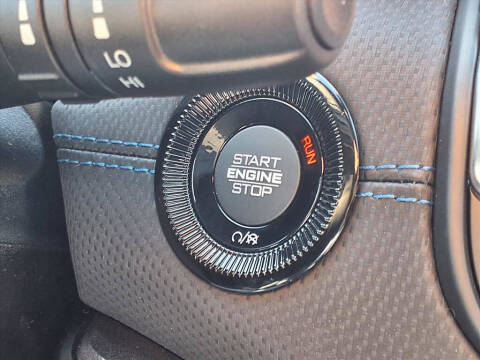 LO
HI
RUN
START
ENGINE
STOP